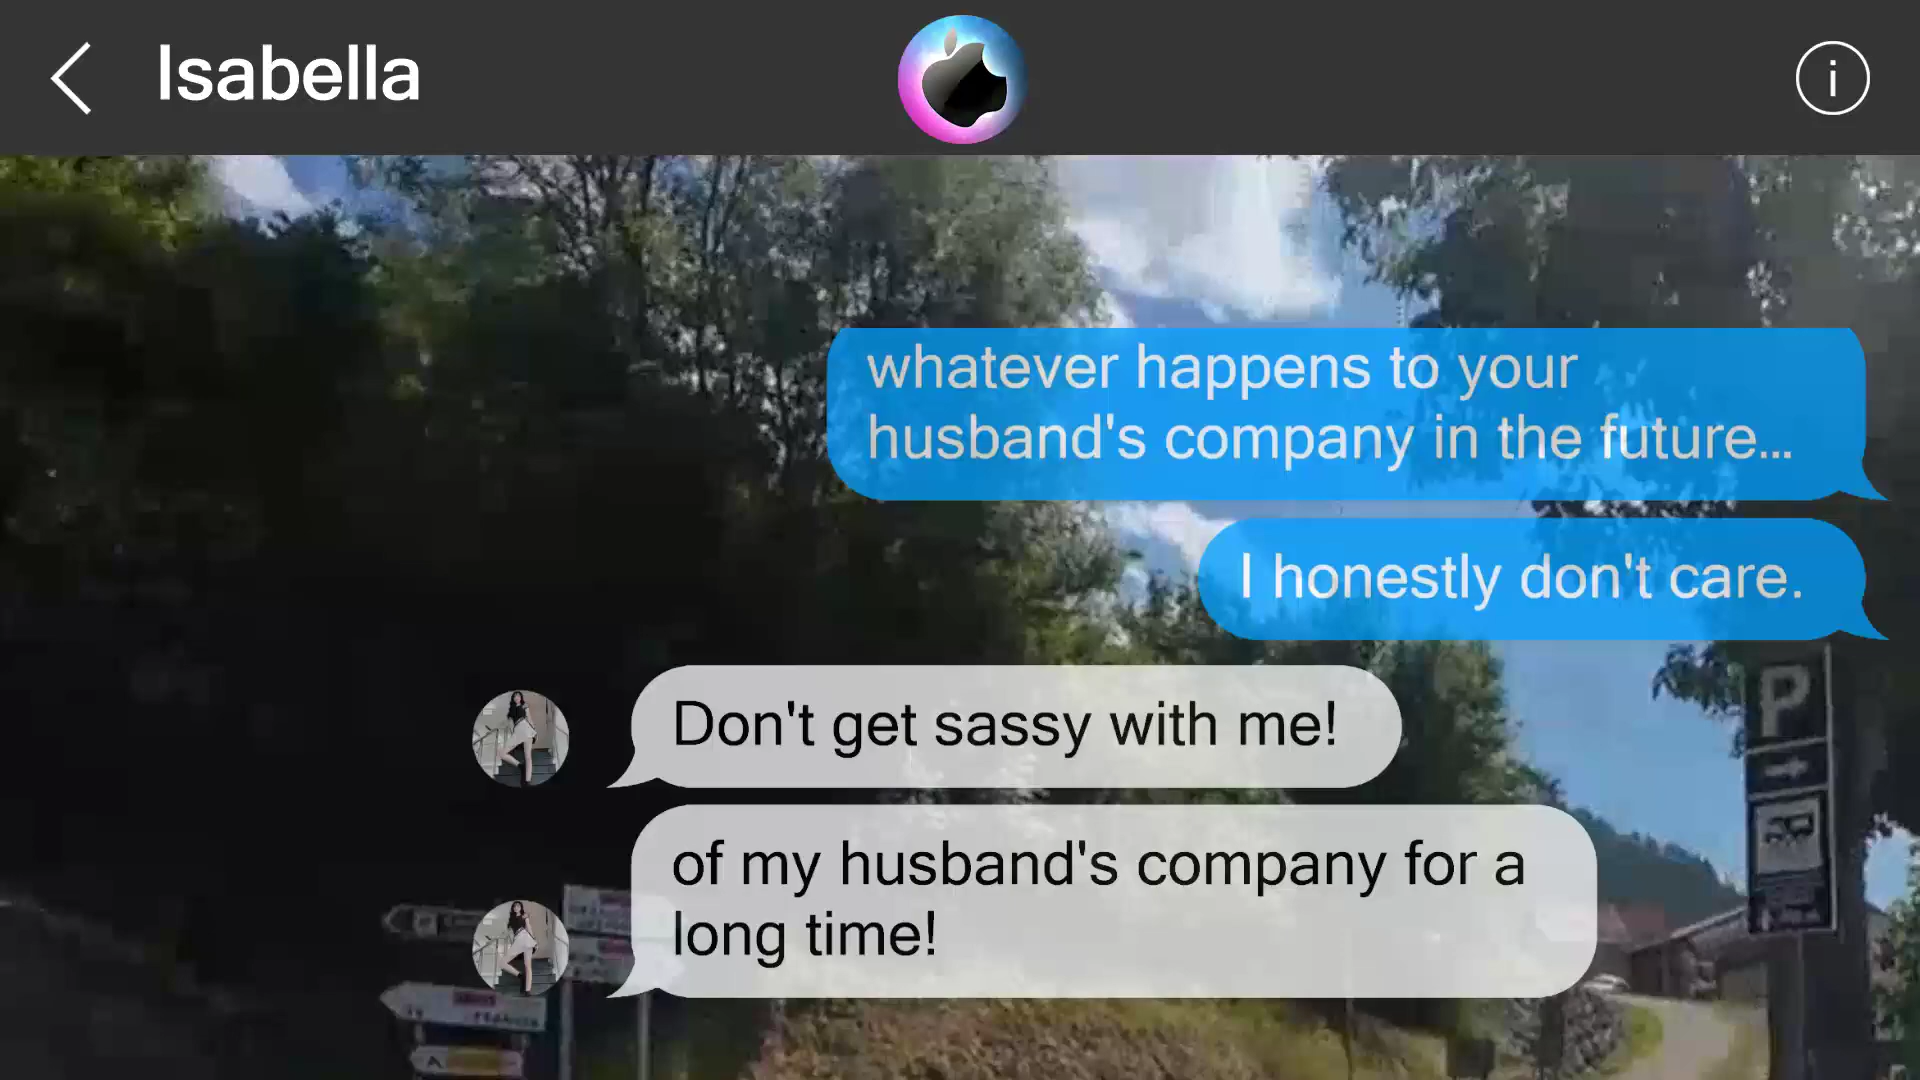 Isabella
i
whatever happens to your
husband's company in the future...
I honestly don't care.
Don't get sassy with me!
of my husband's company for a
long time!
P